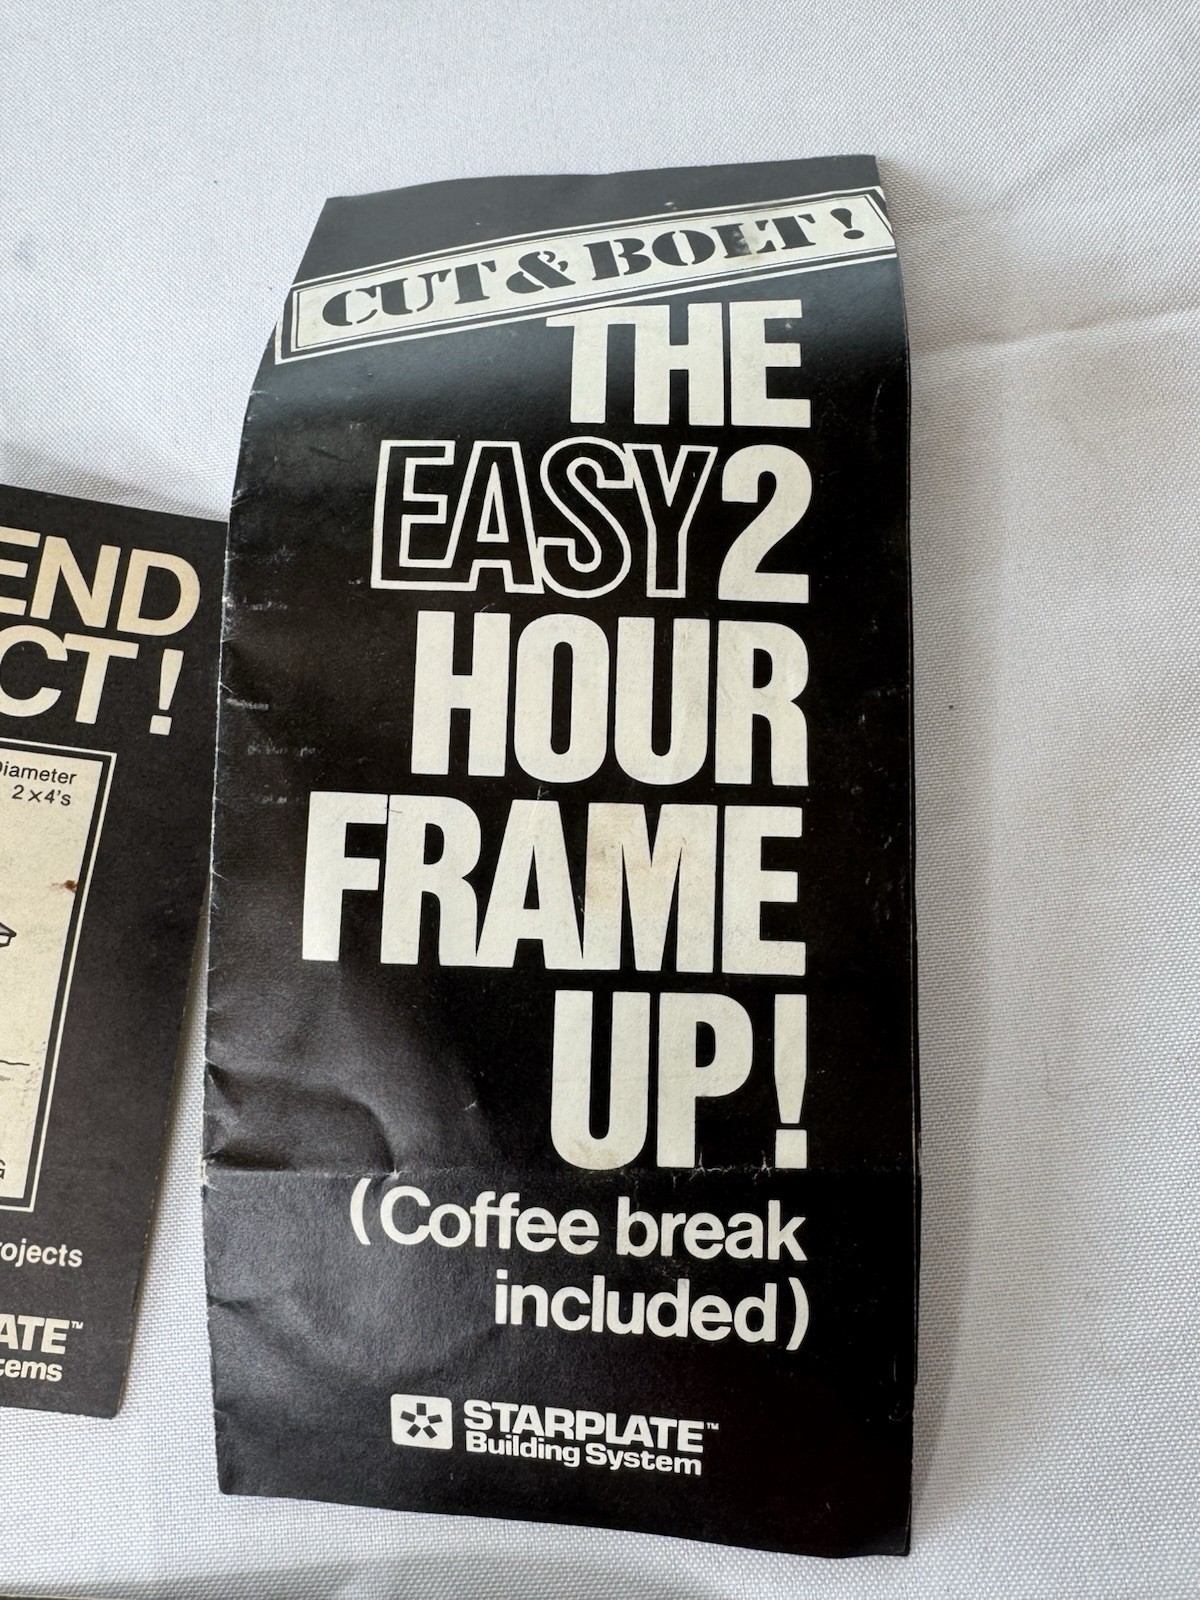 CUT & BOLT!
THE
EASY 2
HOUR
FRAME
UP!
(Coffee break
included)
STARPLATE™
Building System
END
CT!
Diameter
2×4's
G
ojects
ATE™
tems